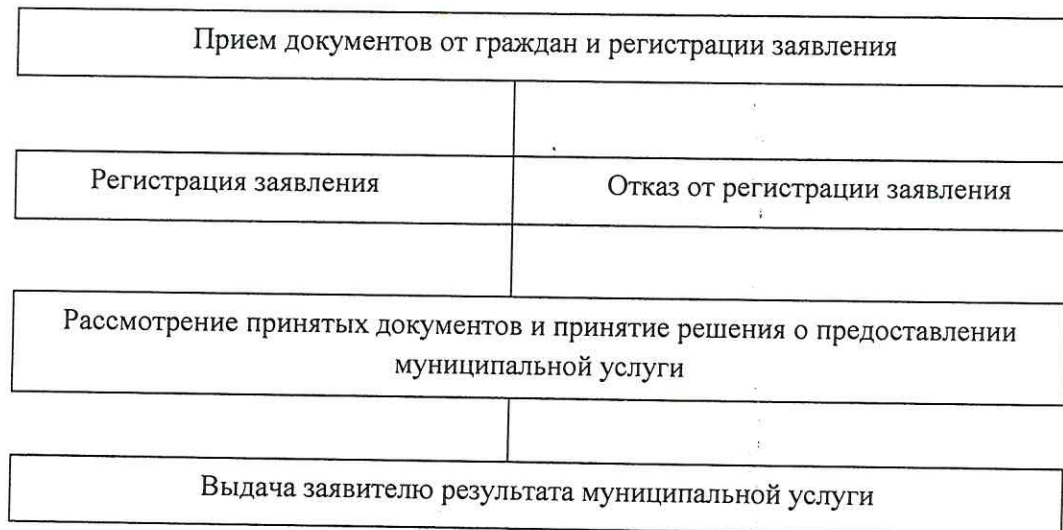 Прием документов от граждан и регистрации заявления
Регистрация заявления
Отказ от регистрации заявления
Рассмотрение принятых документов и принятие решения о предоставлении
муниципальной услуги
Выдача заявителю результата муниципальной услуги